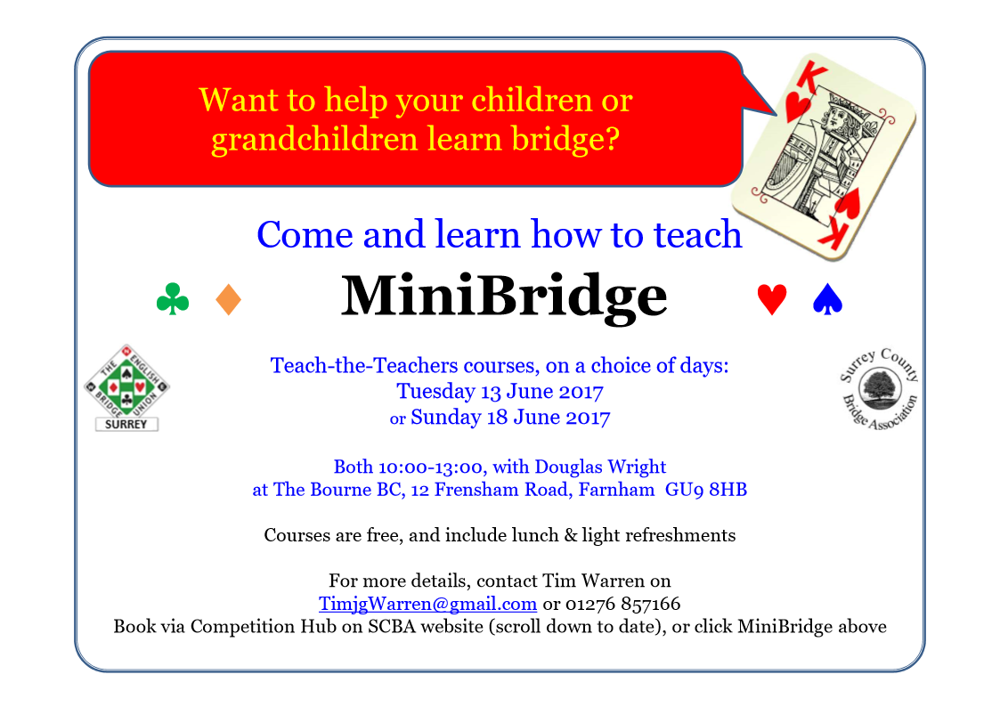 Want to help your children or
grandchildren learn bridge?
K
K
Come and learn how to teach
♣ ♦ MiniBridge ♥ ♠
THE ENGLISH
BRIDGE UNION
SURREY
Surrey County
Bridge Association
Teach-the-Teachers courses, on a choice of days:
Tuesday 13 June 2017
or Sunday 18 June 2017
Both 10:00-13:00, with Douglas Wright
at The Bourne BC, 12 Frensham Road, Farnham  GU9 8HB
Courses are free, and include lunch & light refreshments
For more details, contact Tim Warren on
TimjgWarren@gmail.com or 01276 857166
Book via Competition Hub on SCBA website (scroll down to date), or click MiniBridge above